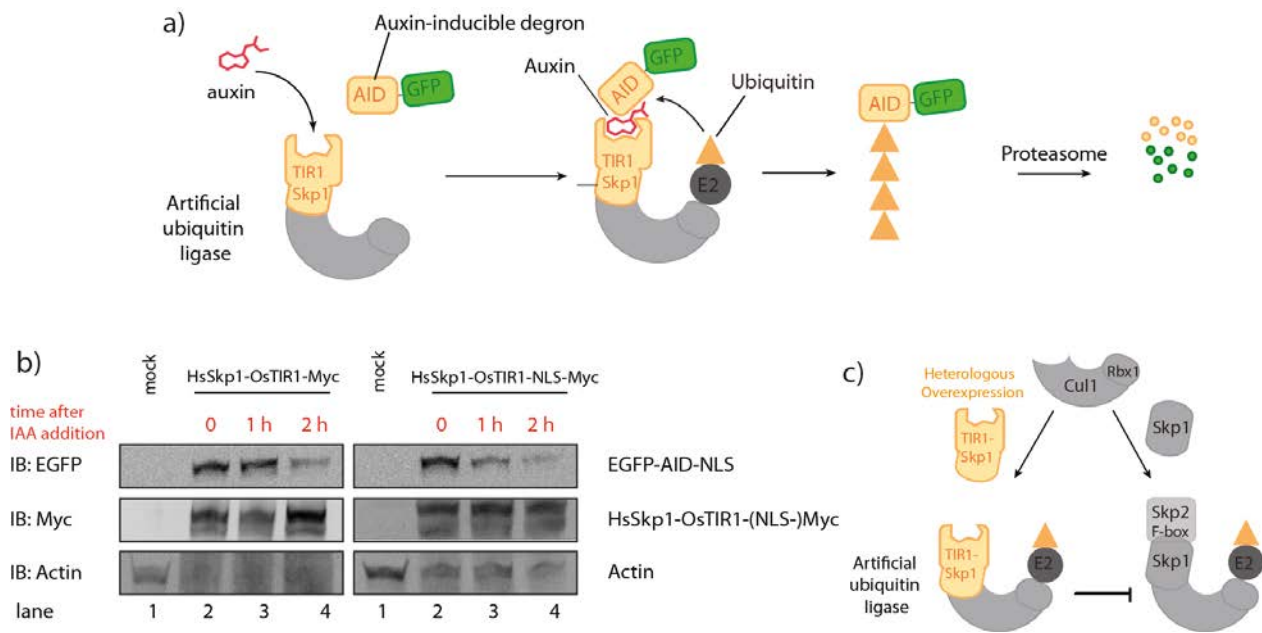 a)
Auxin-inducible degron
auxin
AID
GFP
TIR1
Skp1
Artificial
ubiquitin
ligase
Auxin
AID
GFP
Ubiquitin
TIR1
Skp1
E2
AID
GFP
Proteasome
b)
mock
HsSkp1-OsTIR1-Myc
mock
HsSkp1-OsTIR1-NLS-Myc
time after
IAA addition
0 1 h 2 h
0 1 h 2 h
IB: EGFP
EGFP-AID-NLS
IB: Myc
HsSkp1-OsTIR1-(NLS-)Myc
IB: Actin
Actin
lane
1 2 3 4
1 2 3 4
c)
Heterologous
Overexpression
Cul1
Rbx1
TIR1-
Skp1
Skp1
Artificial
ubiquitin
ligase
TIR1-
Skp1
E2
Skp2
F-box
Skp1
E2